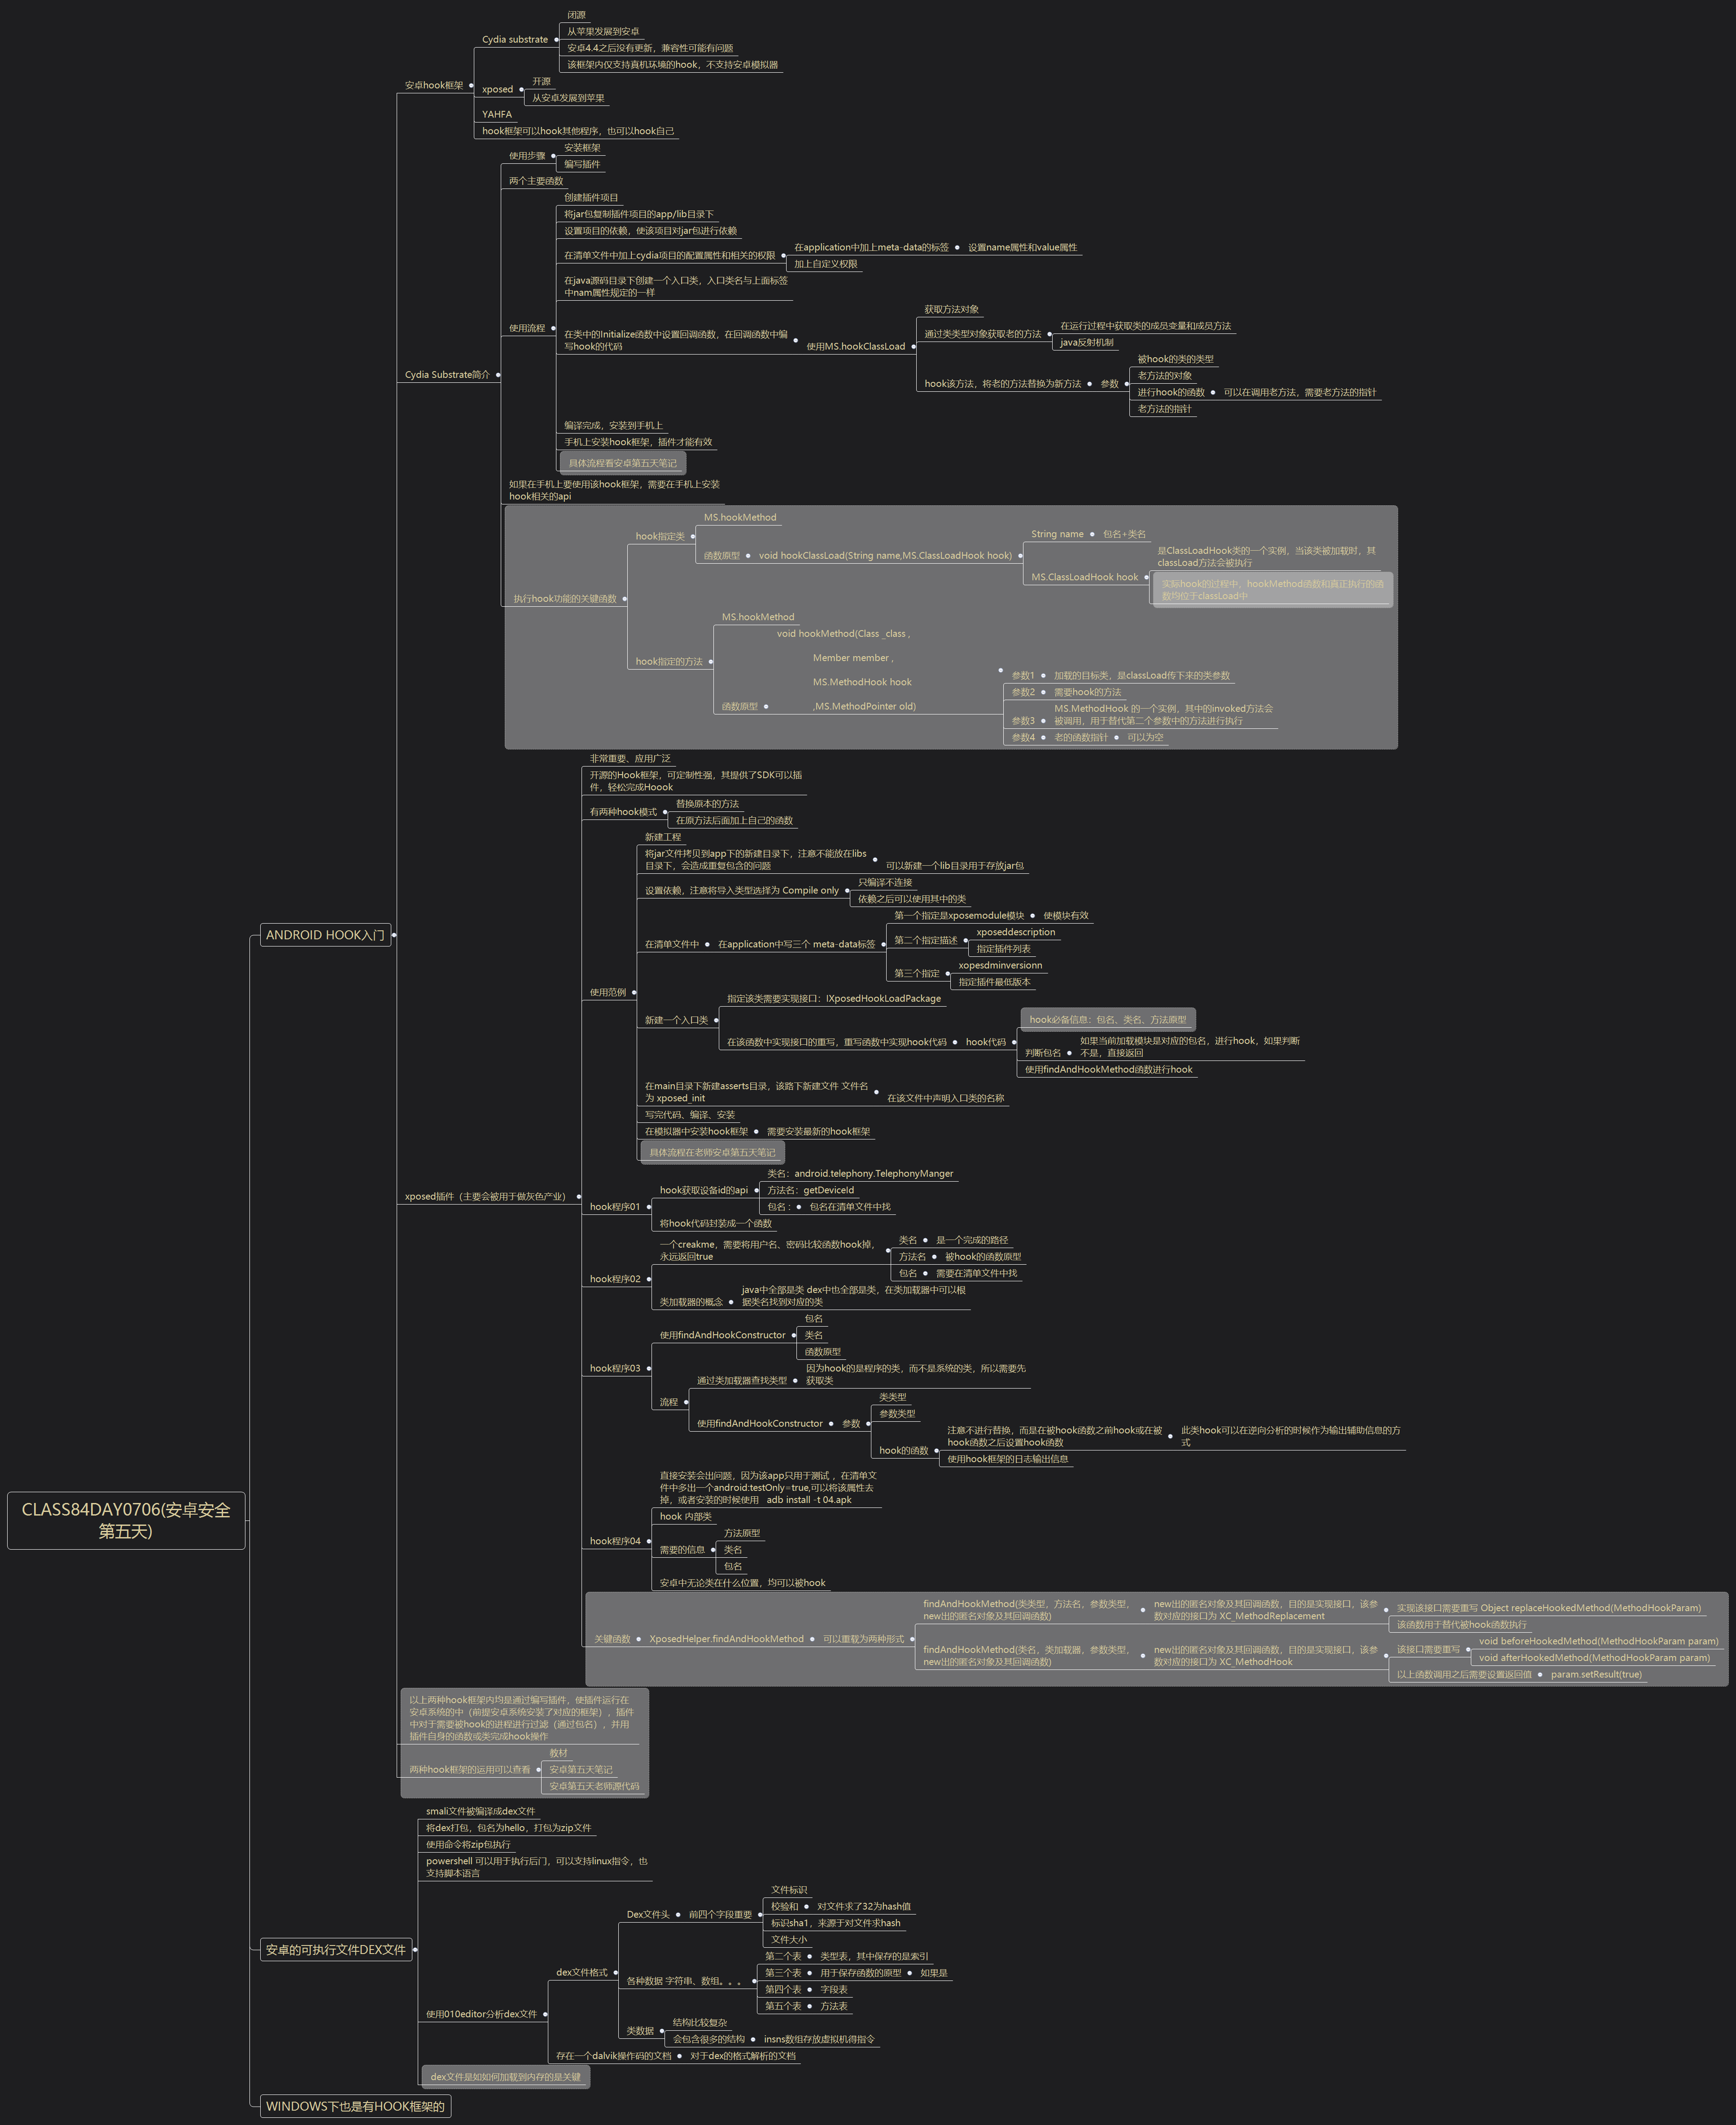 闭源
从苹果发展到安卓
Cydia substrate
安卓4.4之后没有更新，兼容性可能有问题
该框架内仅支持真机环境的hook，不支持安卓模拟器
安卓hook框架
开源
xposed
从安卓发展到苹果
YAHFA
hook框架可以hook其他程序，也可以hook自己
安装框架
使用步骤
编写插件
两个主要函数
创建插件项目
将jar包复制插件项目的app/lib目录下
设置项目的依赖，使该项目对jar包进行依赖
在application中加上meta-data的标签
设置name属性和value属性
在清单文件中加上cydia项目的配置属性和相关的权限
加上自定义权限
在java源码目录下创建一个入口类，入口类名与上面标签
中nam属性规定的一样
使用流程
获取方法对象
在类中的Initialize函数中设置回调函数，在回调函数中编
写hook的代码
使用MS.hookClassLoad
通过类类型对象获取老的方法
在运行过程中获取类的成员变量和成员方法
java反射机制
hook该方法，将老的方法替换为新方法
参数
被hook的类的类型
老方法的对象
进行hook的函数
可以在调用老方法，需要老方法的指针
老方法的指针
Cydia Substrate简介
编译完成，安装到手机上
手机上安装hook框架，插件才能有效
具体流程看安卓第五天笔记
如果在手机上要使用该hook框架，需要在手机上安装
hook相关的api
MS.hookMethod
hook指定类
函数原型
void hookClassLoad(String name,MS.ClassLoadHook hook)
String name
包名+类名
MS.ClassLoadHook hook
是ClassLoadHook类的一个实例，当该类被加载时，其
classLoad方法会被执行
实际hook的过程中，hookMethod函数和真正执行的函
数均位于classLoad中
执行hook功能的关键函数
MS.hookMethod
hook指定的方法
函数原型
void hookMethod(Class _class ,
Member member ,
MS.MethodHook hook
,MS.MethodPointer old)
参数1
加载的目标类，是classLoad传下来的类参数
参数2
需要hook的方法
参数3
MS.MethodHook 的一个实例，其中的invoked方法会
被调用，用于替代第二个参数中的方法进行执行
参数4
老的函数指针
可以为空
非常重要、应用广泛
开源的Hook框架，可定制性强，其提供了SDK可以插
件，轻松完成Hoook
有两种hook模式
替换原本的方法
在原方法后面加上自己的函数
新建工程
将jar文件拷贝到app下的新建目录下，注意不能放在libs
目录下，会造成重复包含的问题
可以新建一个lib目录用于存放jar包
设置依赖，注意将导入类型选择为 Compile only
只编译不连接
依赖之后可以使用其中的类
ANDROID HOOK入门
在清单文件中
在application中写三个 meta-data标签
第一个指定是xposemodule模块
使模块有效
第二个指定描述
xposeddescription
指定插件列表
第三个指定
xopesdminversionn
指定插件最低版本
使用范例
新建一个入口类
指定该类需要实现接口：IXposedHookLoadPackage
在该函数中实现接口的重写，重写函数中实现hook代码
hook代码
hook必备信息：包名、类名、方法原型
判断包名
如果当前加载模块是对应的包名，进行hook，如果判断
不是，直接返回
使用findAndHookMethod函数进行hook
在main目录下新建asserts目录，该路下新建文件 文件名
为 xposed_init
在该文件中声明入口类的名称
写完代码、编译、安装
在模拟器中安装hook框架
需要安装最新的hook框架
具体流程在老师安卓第五天笔记
xposed插件（主要会被用于做灰色产业）
hook程序01
hook获取设备id的api
类名：android.telephony.TelephonyManger
方法名：getDeviceId
包名：
包名在清单文件中找
将hook代码封装成一个函数
hook程序02
一个creakme，需要将用户名、密码比较函数hook掉，
永远返回true
类名
是一个完成的路径
方法名
被hook的函数原型
包名
需要在清单文件中找
类加载器的概念
java中全部是类 dex中也全部是类，在类加载器中可以根
据类名找到对应的类
hook程序03
使用findAndHookConstructor
包名
类名
函数原型
流程
通过类加载器查找类型
因为hook的是程序的类，而不是系统的类，所以需要先
获取类
使用findAndHookConstructor
参数
类类型
参数类型
hook的函数
注意不进行替换，而是在被hook函数之前hook或在被
hook函数之后设置hook函数
此类hook可以在逆向分析的时候作为输出辅助信息的方
式
使用hook框架的日志输出信息
hook程序04
直接安装会出问题，因为该app只用于测试 ，在清单文
件中多出一个android:testOnly=true,可以将该属性去
掉，或者安装的时候使用 adb install -t 04.apk
hook 内部类
需要的信息
方法原型
类名
包名
安卓中无论类在什么位置，均可以被hook
CLASS84DAY0706(安卓安全
第五天)
关键函数
XposedHelper.findAndHookMethod
可以重载为两种形式
findAndHookMethod(类类型，方法名，参数类型，
new出的匿名对象及其回调函数)
new出的匿名对象及其回调函数，目的是实现接口，该参
数对应的接口为 XC_MethodReplacement
实现该接口需要重写 Object replaceHookedMethod(MethodHookParam)
该函数用于替代被hook函数执行
findAndHookMethod(类名，类加载器，参数类型，
new出的匿名对象及其回调函数)
new出的匿名对象及其回调函数，目的是实现接口，该参
数对应的接口为 XC_MethodHook
该接口需要重写
void beforeHookedMethod(MethodHookParam param)
void afterHookedMethod(MethodHookParam param)
以上函数调用之后需要设置返回值
param.setResult(true)
以上两种hook框架内均是通过编写插件，使插件运行在
安卓系统的中（前提安卓系统安装了对应的框架），插件
中对于需要被hook的进程进行过滤（通过包名），并用
插件自身的函数或类完成hook操作
两种hook框架的运用可以查看
教材
安卓第五天笔记
安卓第五天老师源代码
smali文件被编译成dex文件
将dex打包，包名为hello，打包为zip文件
使用命令将zip包执行
powershell 可以用于执行后门，可以支持linux指令，也
支持脚本语言
安卓的可执行文件DEX文件
使用010editor分析dex文件
dex文件格式
Dex文件头
前四个字段重要
文件标识
校验和
对文件求了32为hash值
标识sha1，来源于对文件求hash
文件大小
各种数据 字符串、数组。。。
第二个表
类型表，其中保存的是索引
第三个表
用于保存函数的原型
如果是
第四个表
字段表
第五个表
方法表
类数据
结构比较复杂
会包含很多的结构
insns数组存放虚拟机得指令
存在一个dalvik操作码的文档
对于dex的格式解析的文档
dex文件是如如何加载到内存的是关键
WINDOWS下也是有HOOK框架的